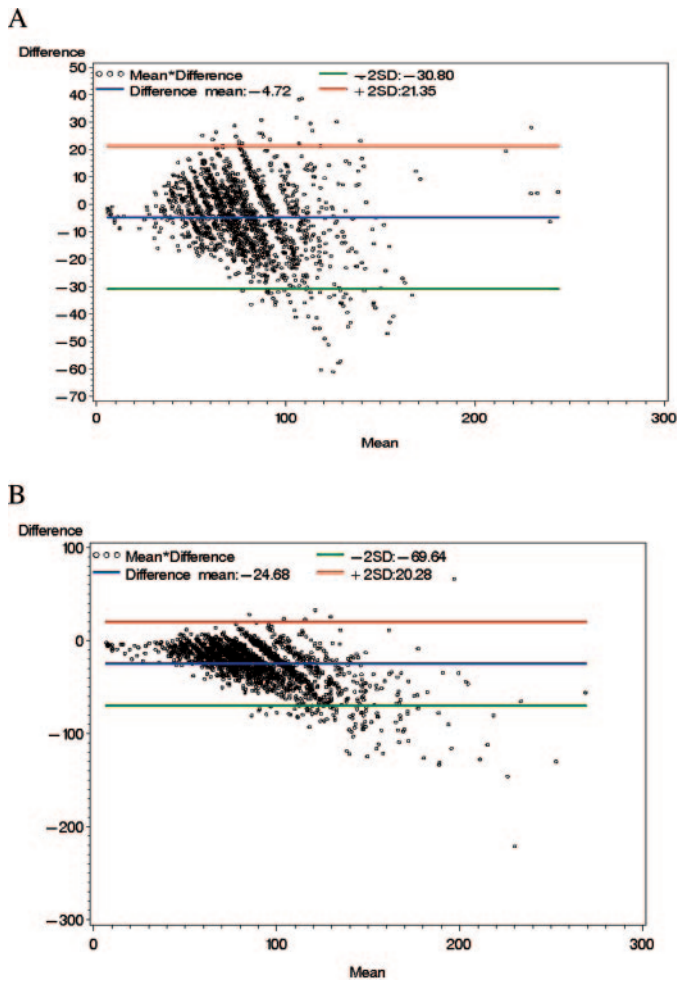 A
Difference
50
Mean*Difference −2SD:−30.80
40
Difference mean:−4.72 +2SD:21.35
30
20
10
0
−10
−20
−30
−40
−50
−60
−70
0 100 200 300
Mean
B
Difference
100
Mean*Difference −2SD:−69.64
Difference mean:−24.68 +2SD:20.28
0
−100
−200
−300
0 100 200 300
Mean